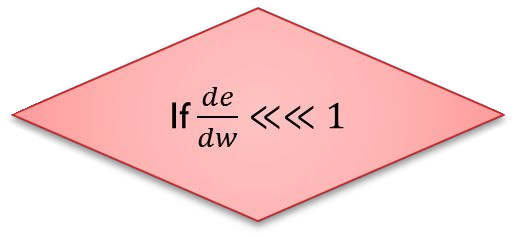 If de/dw <<< 1